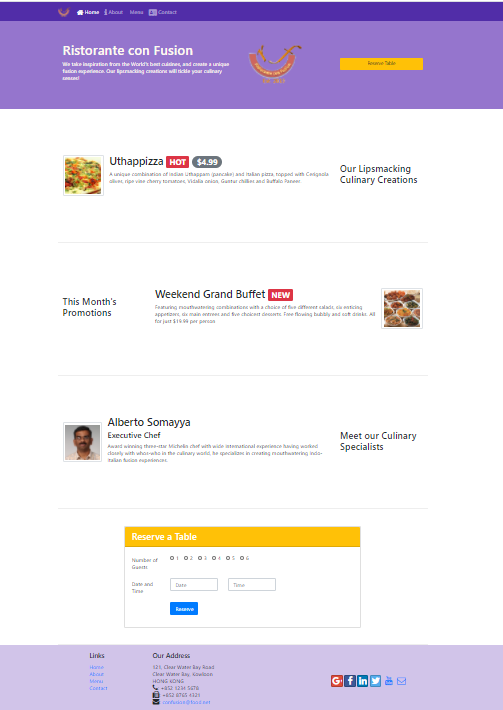 Home About Menu Contact
Ristorante con Fusion
We take inspiration from the World's best cuisines, and create a unique
fusion experience. Our lipsmacking creations will tickle your culinary
senses!
Reserve Table
Uthappizza HOT $4.99
A unique combination of Indian Uthappam (pancake) and Italian pizza, topped with Cerignola
olives, ripe vine cherry tomatoes, Vidalia onion, Guntur chillies and Buffalo Paneer.
Our Lipsmacking
Culinary Creations
This Month's
Promotions
Weekend Grand Buffet NEW
Featuring mouthwatering combinations with a choice of five different salads, six enticing
appetizers, six main entrees and five choicest desserts. Free flowing bubbly and soft drinks. All
for just $19.99 per person
Alberto Somayya
Executive Chef
Award winning three-star Michelin chef with wide International experience having worked
closely with whos-who in the culinary world, he specializes in creating mouthwatering Indo-
Italian fusion experiences.
Meet our Culinary
Specialists
Reserve a Table
Number of
Guests
1 2 3 4 5 6
Date and
Time
Date
Time
Reserve
Links
Home
About
Menu
Contact
Our Address
121, Clear Water Bay Road
Clear Water Bay, Kowloon
HONG KONG
+852 1234 5678
+852 8765 4321
confusion@food.net